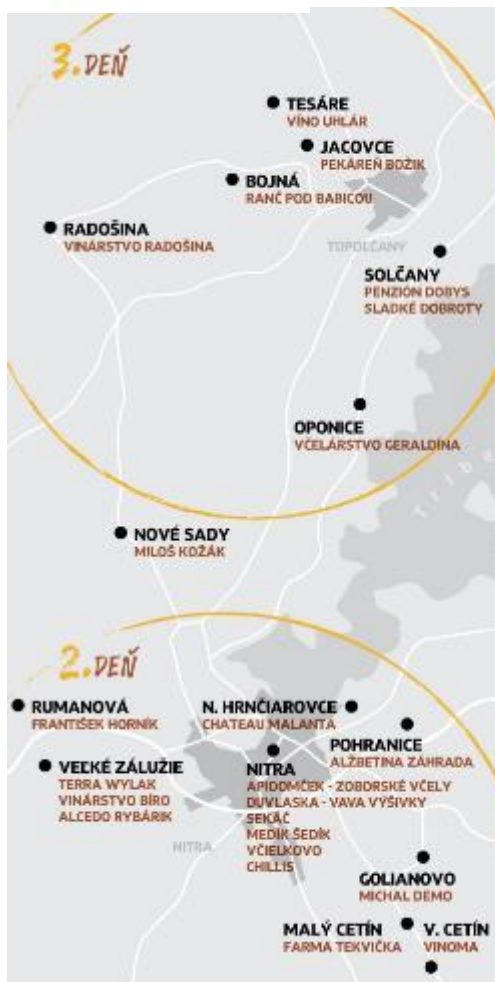 3. DEŇ
TESÁRE
VÍNO UHLÁR
JACOVCE
PEKÁREŇ BOŽIK
BOJNÁ
RANČ POD BABICOU
RADOŠINA
VINÁRSTVO RADOŠINA
TOPOĽČANY
SOLČANY
PENZIÓN DOBYS
SLADKÉ DOBROTY
OPONICE
VČELÁRSTVO GERALDÍNA
Tribe
NOVÉ SADY
MILOŠ KOŽÁK
2. DEŇ
RUMANOVÁ
FRANTIŠEK HORNÍK
N. HRNČIAROVCE
CHATEAU MALANTA
POHRANICE
ALŽBETINA ZÁHRADA
VEĽKÉ ZÁLUŽIE
TERRA WYLAK
VINÁRSTVO BÍRO
ALCEDO RYBÁRIK
NITRA
APIDOMČEK - ZOBORSKÉ VČELY
DUVLASKA - VAVA VÝŠIVKY
SEKÁČ
MEDÍK ŠEDÍK
VČIELKOVO
CHILLIS
NITRA
GOLIANOVO
MICHAL DEMO
MALÝ CETÍN
FARMA TEKVIČKA
V. CETÍN
VINOMA